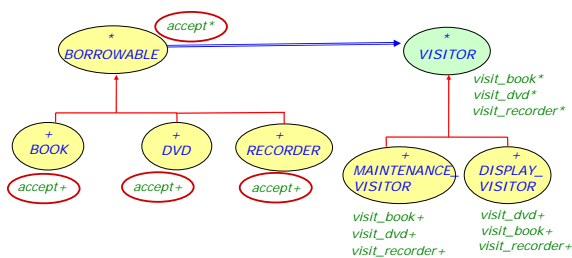 accept*
*
BORROWABLE
*
VISITOR
visit_book*
visit_dvd*
visit_recorder*
+
BOOK
+
DVD
+
RECORDER
+
MAINTENANCE_
VISITOR
+
DISPLAY_
VISITOR
accept+
accept+
accept+
visit_book+
visit_dvd+
visit_recorder+
visit_dvd+
visit_book+
visit_recorder+